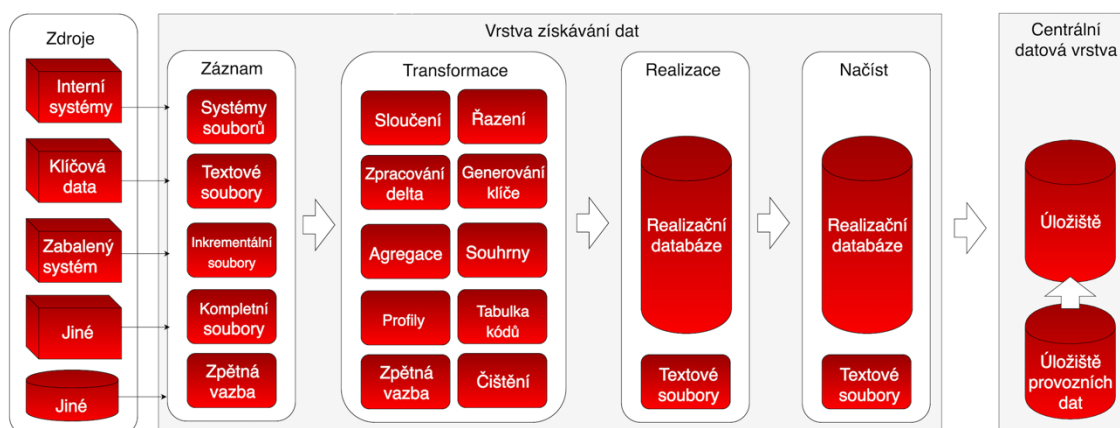 Zdroje
Interní
systémy
Klíčová
data
Zabalený
systém
Jiné
Jiné
Vrstva získávání dat
Záznam
Systémy
souborů
Textové
soubory
Inkrementální
soubory
Kompletní
soubory
Zpětná
vazba
Transformace
Sloučení
Řazení
Zpracování
delta
Generování
klíče
Agregace
Souhrny
Profily
Tabulka
kódů
Zpětná
vazba
Čištění
Realizace
Realizační
databáze
Textové
soubory
Načíst
Realizační
databáze
Textové
soubory
Centrální
datová vrstva
Úložiště
Úložiště
provozních
dat